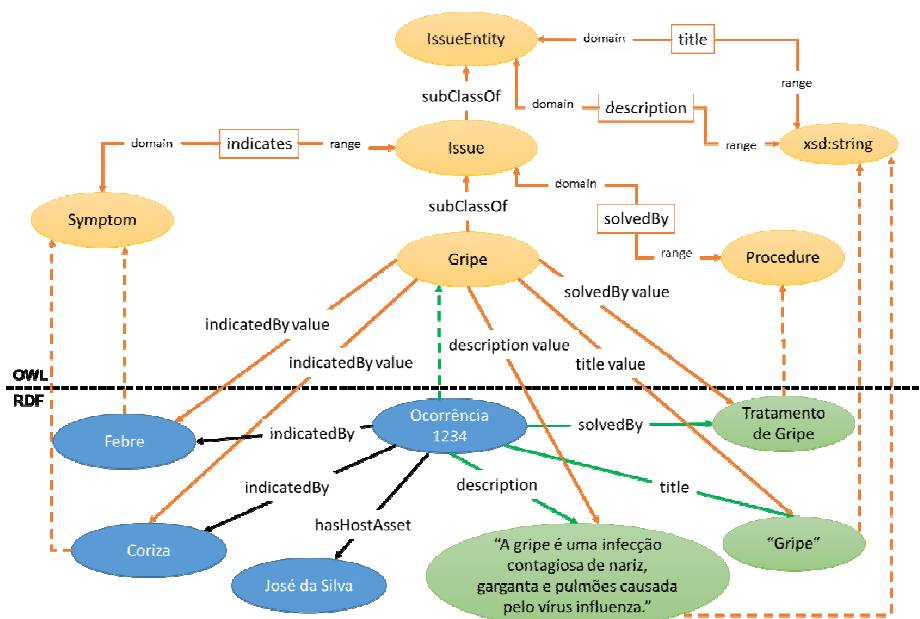 IssueEntity
domain
title
subClassOf
domain
description
range
range
xsd:string
domain
indicates
range
Issue
domain
subClassOf
solvedBy
range
Symptom
Gripe
Procedure
solvedBy value
indicatedBy value
description value
indicatedBy value
title value
OWL
RDF
Febre
indicatedBy
Ocorrência
1234
solvedBy
Tratamento
de Gripe
indicatedBy
description
title
hasHostAsset
Coriza
José da Silva
“A gripe é uma infecção
contagiosa de nariz,
garganta e pulmões causada
pelo vírus influenza.”
“Gripe”